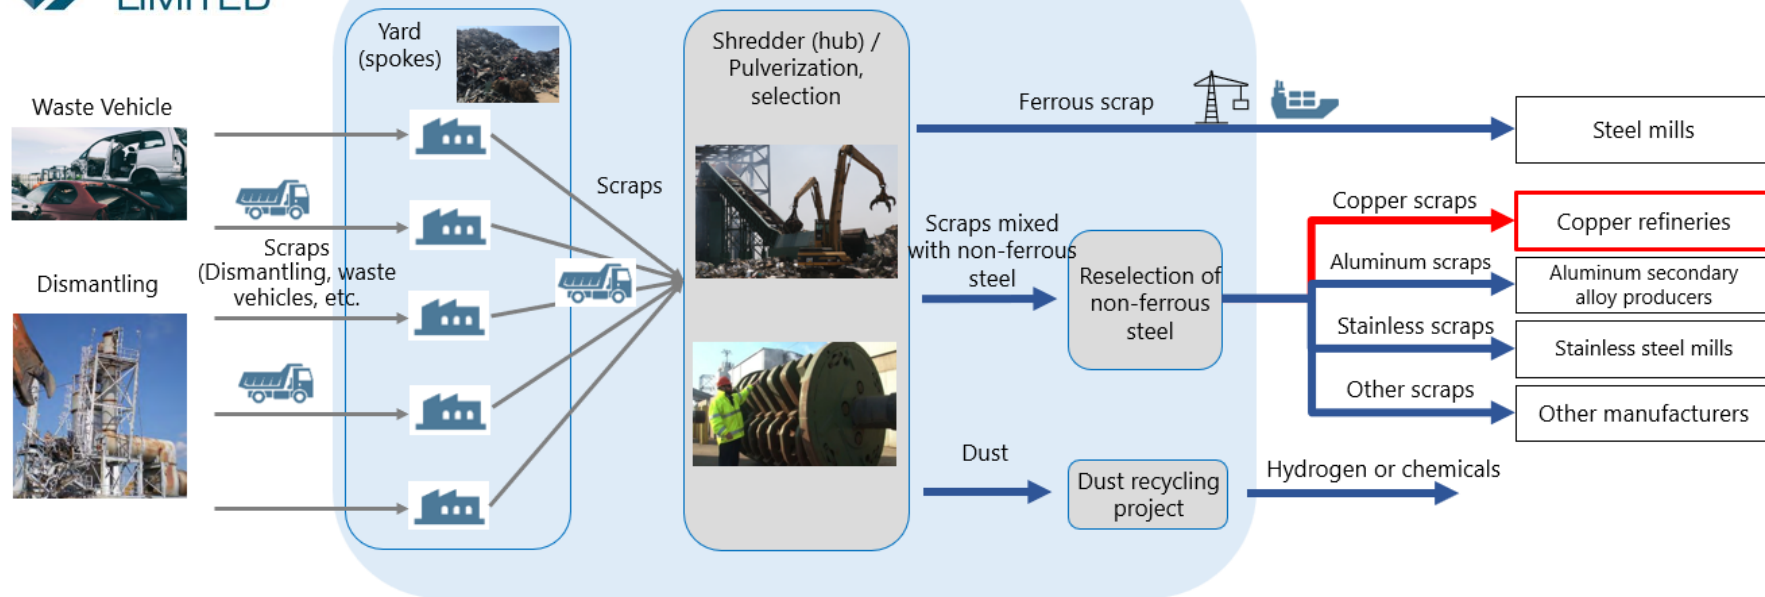 LIMITED
Yard
(spokes)
Shredder (hub) /
Pulverization,
selection
Waste Vehicle
Ferrous scrap
Steel mills
Scraps
Copper scraps
Copper refineries
Scraps mixed
with non-ferrous
steel
Scraps
(Dismantling, waste
vehicles, etc.
Dismantling
Reselection of
non-ferrous
steel
Aluminum scraps
Aluminum secondary
alloy producers
Stainless scraps
Stainless steel mills
Other scraps
Other manufacturers
Dust
Dust recycling
project
Hydrogen or chemicals